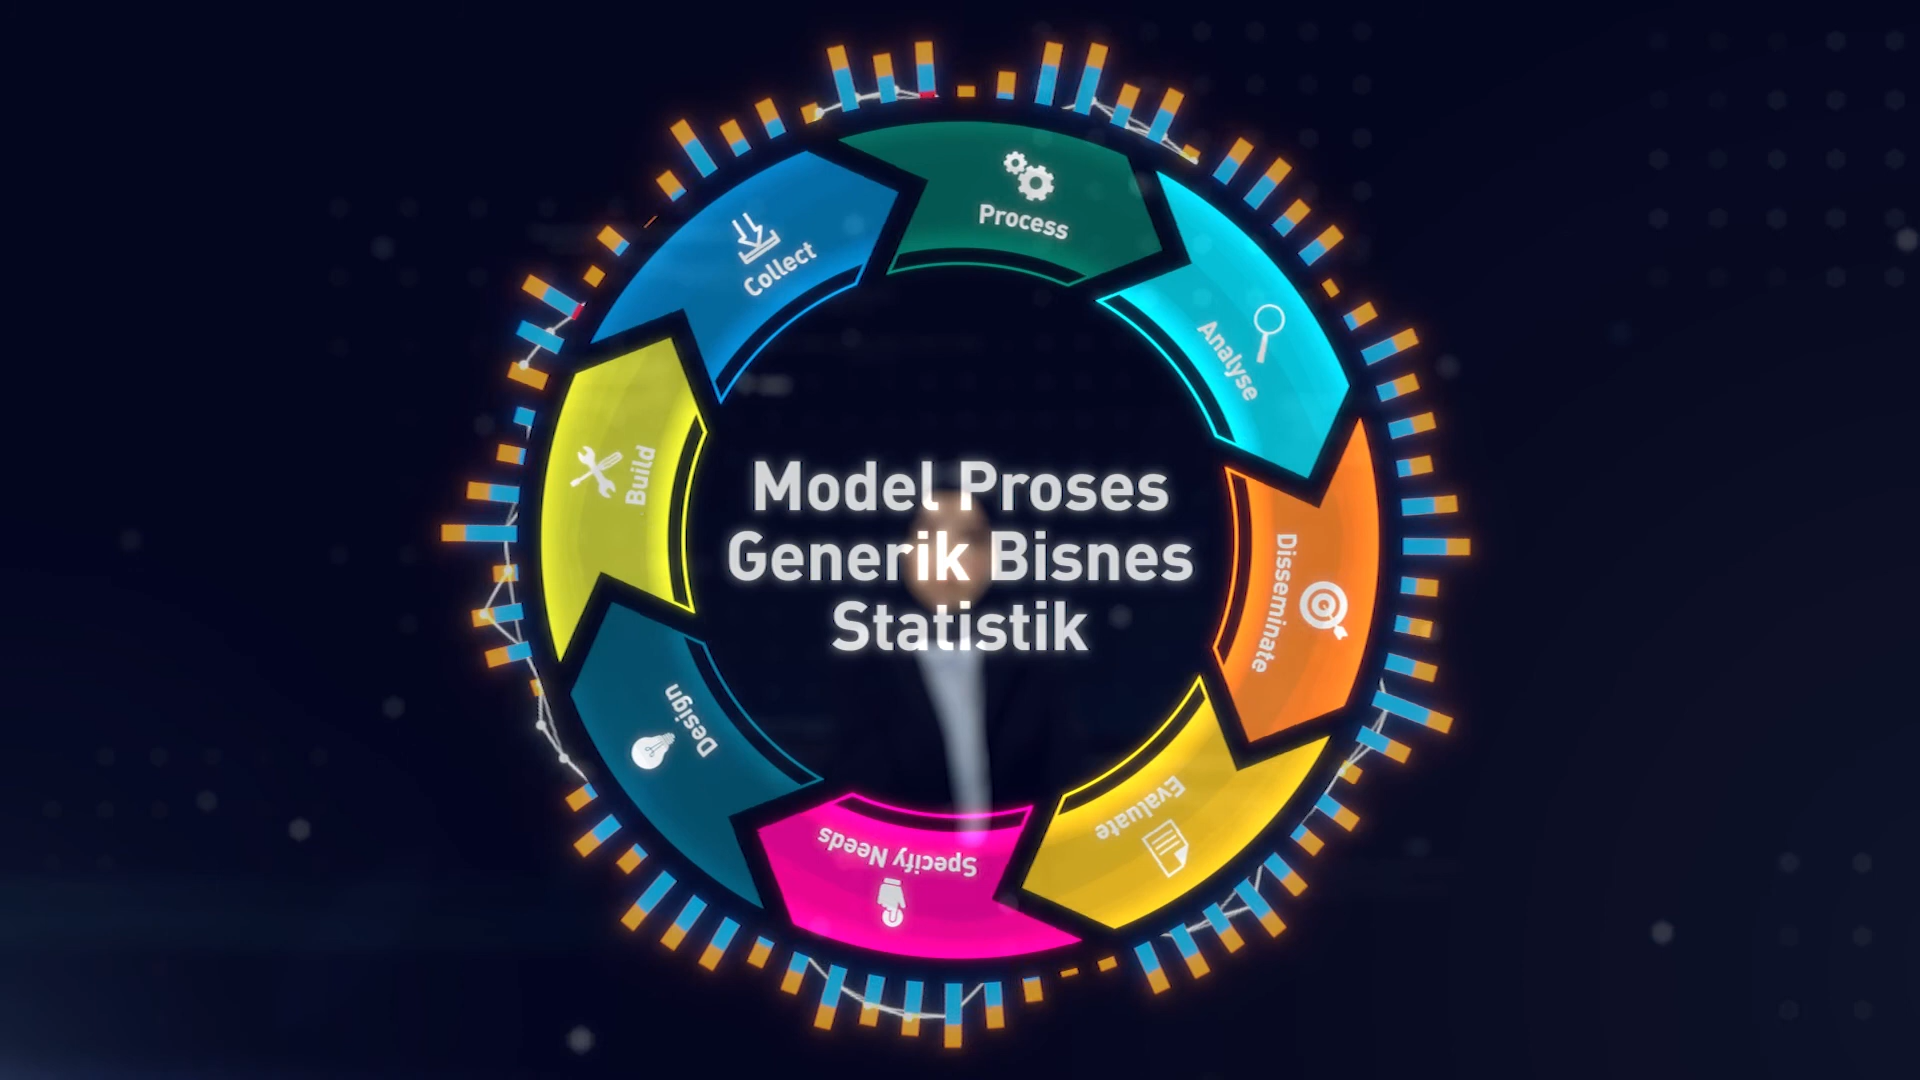 Process
Analyse
Disseminate
Evaluate
Specify Needs
Design
Build
Collect
Model Proses
Generik Bisnes
Statistik